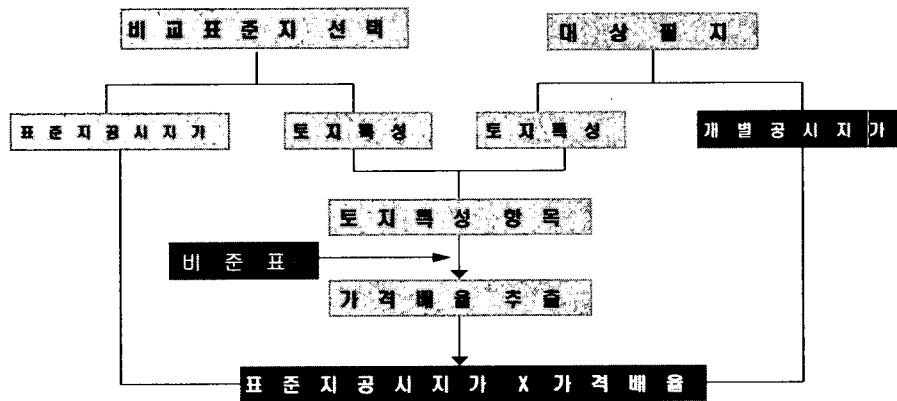 비교표준지 선택
대상필지
표준지공시지가
토지특성
토지특성
개별공시지가
토지특성 항목
비준표
가격배율 추출
표준지공시지가 X 가격배율